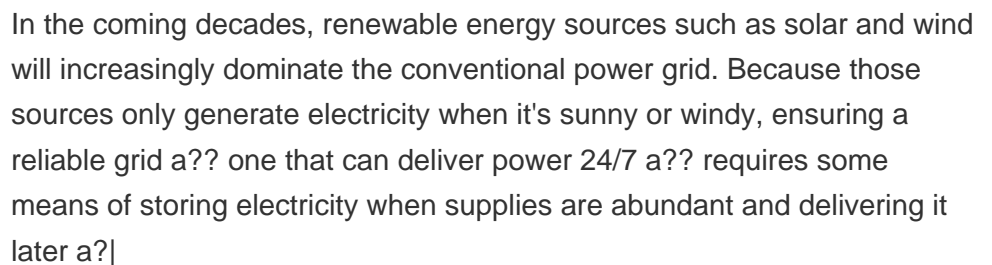 In the coming decades, renewable energy sources such as solar and wind
will increasingly dominate the conventional power grid. Because those
sources only generate electricity when it's sunny or windy, ensuring a
reliable grid a?? one that can deliver power 24/7 a?? requires some
means of storing electricity when supplies are abundant and delivering it
later a?|